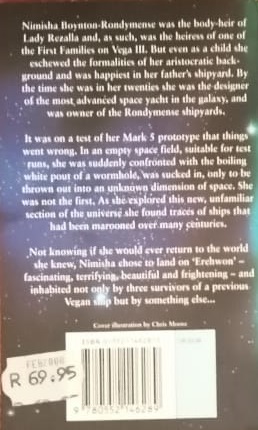 Nimisha Boynton-Rondymense was the body-heir of
Lady Rezalla and, as such, was the heiress of one of
the First Families on Vega III. But even as a child she
eschewed the formalities of her aristocratic back-
ground and was happiest in her father's shipyard. By
the time she was in her twenties she was the designer
of the most advanced space yacht in the galaxy, and
was owner of the Rondymense shipyards.
It was on a test of her Mark 5 prototype that things
went wrong. In an empty space field, suitable for test
runs, she was suddenly confronted with the boiling
white pout of a wormhole, was sucked in, only to be
thrown out into an unknown dimension of space. She
was not the first. As she explored this new, unfamiliar
section of the universe she found traces of ships that
had been marooned over many centuries.
Not knowing if she would ever return to the world
she knew, Nimisha chose to land on 'Erehwon' –
fascinating, terrifying, beautiful and frightening – and
inhabited not only by three survivors of a previous
Vegan ship but by something else...
Cover illustration by Chris Moore
R 69.95
9 780552 146289